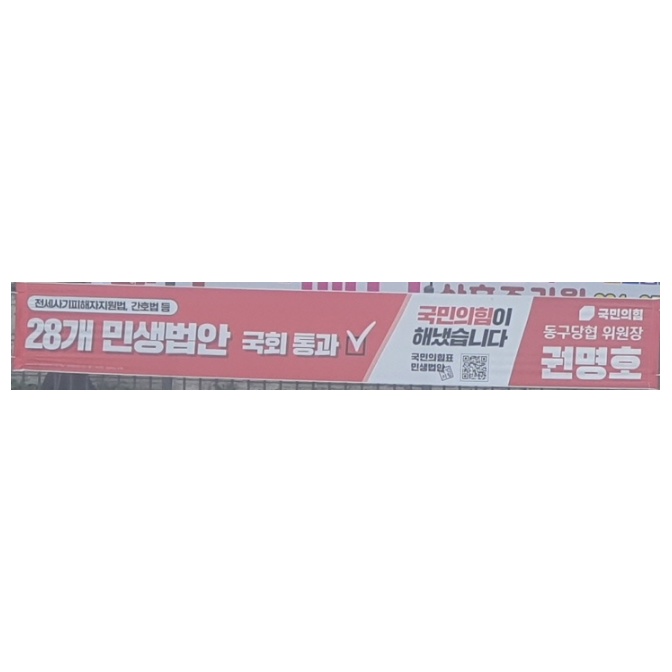 전세사기피해자지원법, 간호법 등
28개 민생법안 국회 통과
국민의힘이
해냈습니다
국민의힘표
민생법안
국민의힘
동구당협 위원장
권명호